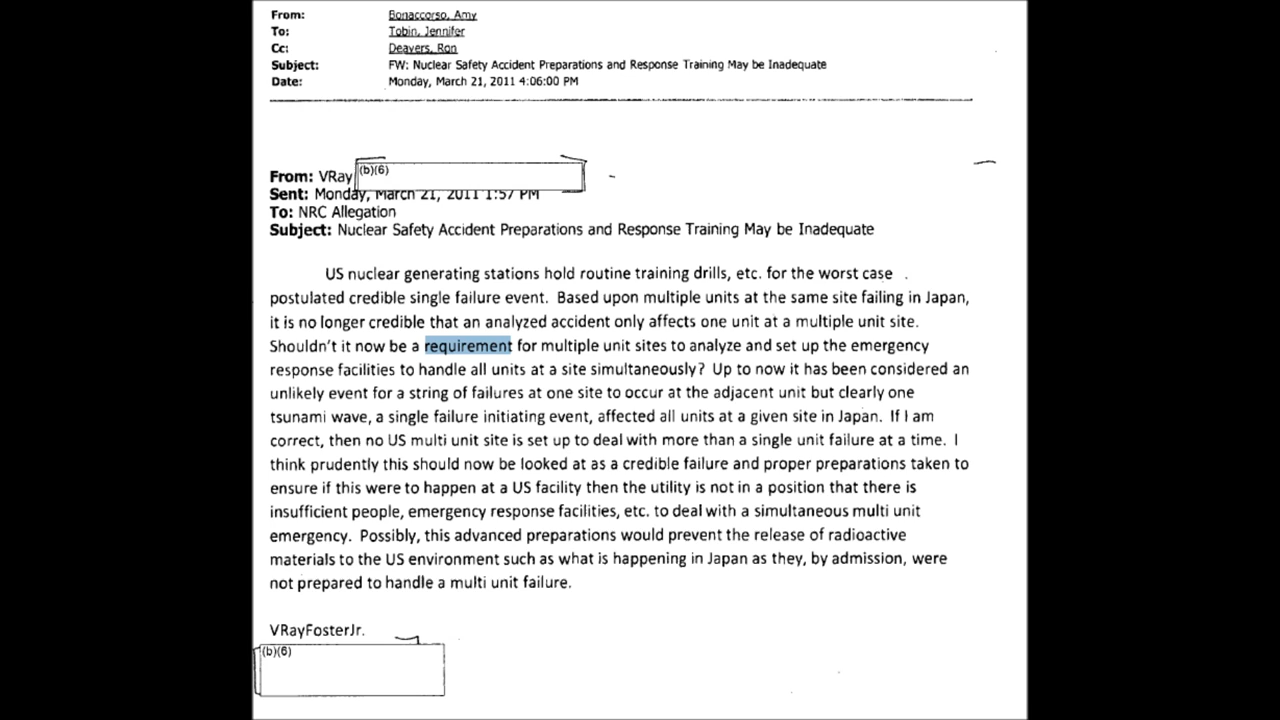 From: Bonaccorso, Amy
To: Tobin, Jennifer
Cc: Deavers, Ron
Subject: FW: Nuclear Safety Accident Preparations and Response Training May be Inadequate
Date: Monday, March 21, 2011 4:06:00 PM
From: VRay (b)(6)
Sent: Monday, March 21, 2011 1:57 PM
To: NRC Allegation
Subject: Nuclear Safety Accident Preparations and Response Training May be Inadequate
US nuclear generating stations hold routine training drills, etc. for the worst case
postulated credible single failure event. Based upon multiple units at the same site failing in Japan,
it is no longer credible that an analyzed accident only affects one unit at a multiple unit site.
Shouldn't it now be a requirement for multiple unit sites to analyze and set up the emergency
response facilities to handle all units at a site simultaneously? Up to now it has been considered an
unlikely event for a string of failures at one site to occur at the adjacent unit but clearly one
tsunami wave, a single failure initiating event, affected all units at a given site in Japan. If I am
correct, then no US multi unit site is set up to deal with more than a single unit failure at a time. I
think prudently this should now be looked at as a credible failure and proper preparations taken to
ensure if this were to happen at a US facility then the utility is not in a position that there is
insufficient people, emergency response facilities, etc. to deal with a simultaneous multi unit
emergency. Possibly, this advanced preparations would prevent the release of radioactive
materials to the US environment such as what is happening in Japan as they, by admission, were
not prepared to handle a multi unit failure.
VRayFosterJr.
(b)(6)